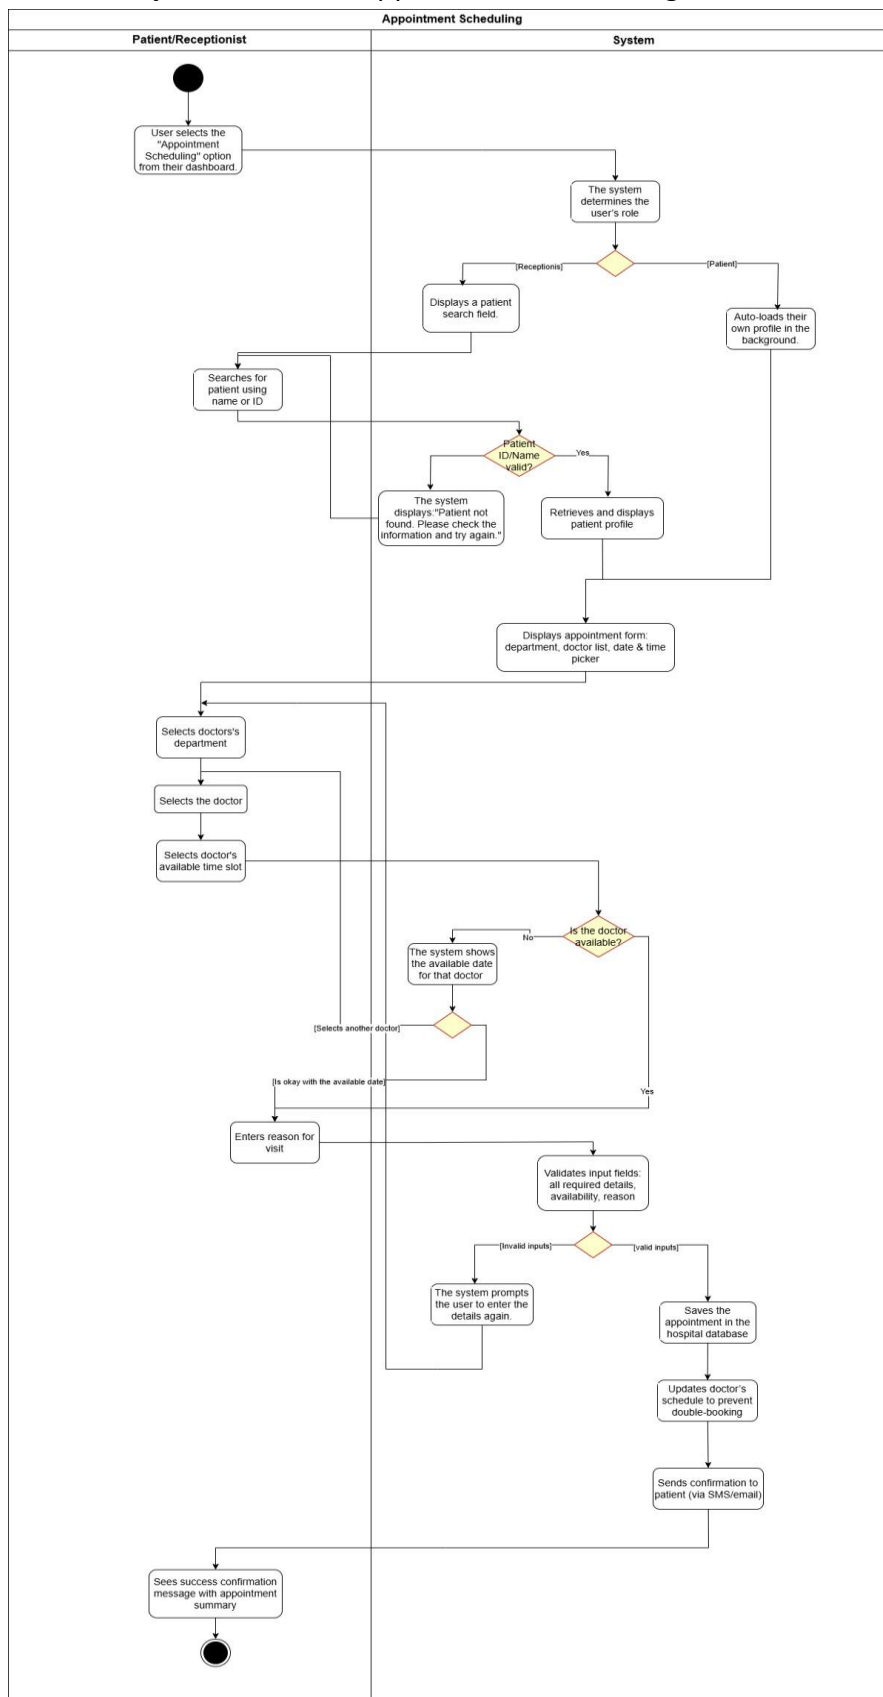 Appointment Scheduling
Patient/Receptionist
System
User selects the
"Appointment
Scheduling" option
from their dashboard.
The system
determines the
user's role
[Receptionis]
[Patient]
Displays a patient
search field.
Auto-loads their
own profile in the
background.
Searches for
patient using
name or ID
Patient
ID/Name
valid?
Yes
The system
displays:"Patient not
found. Please check the
information and try again."
Retrieves and displays
patient profile
Displays appointment form:
department, doctor list, date & time
picker
Selects doctors's
department
Selects the doctor
Selects doctor's
available time slot
Is the doctor
available?
No
The system shows
the available date
for that doctor
[Selects another doctor]
[Is okay with the available date]
Yes
Enters reason for
visit
Validates input fields:
all required details,
availability, reason
[Invalid inputs]
[valid inputs]
The system prompts
the user to enter the
details again.
Saves the
appointment in the
hospital database
Updates doctor's
schedule to prevent
double-booking
Sends confirmation to
patient (via SMS/email)
Sees success confirmation
message with appointment
summary